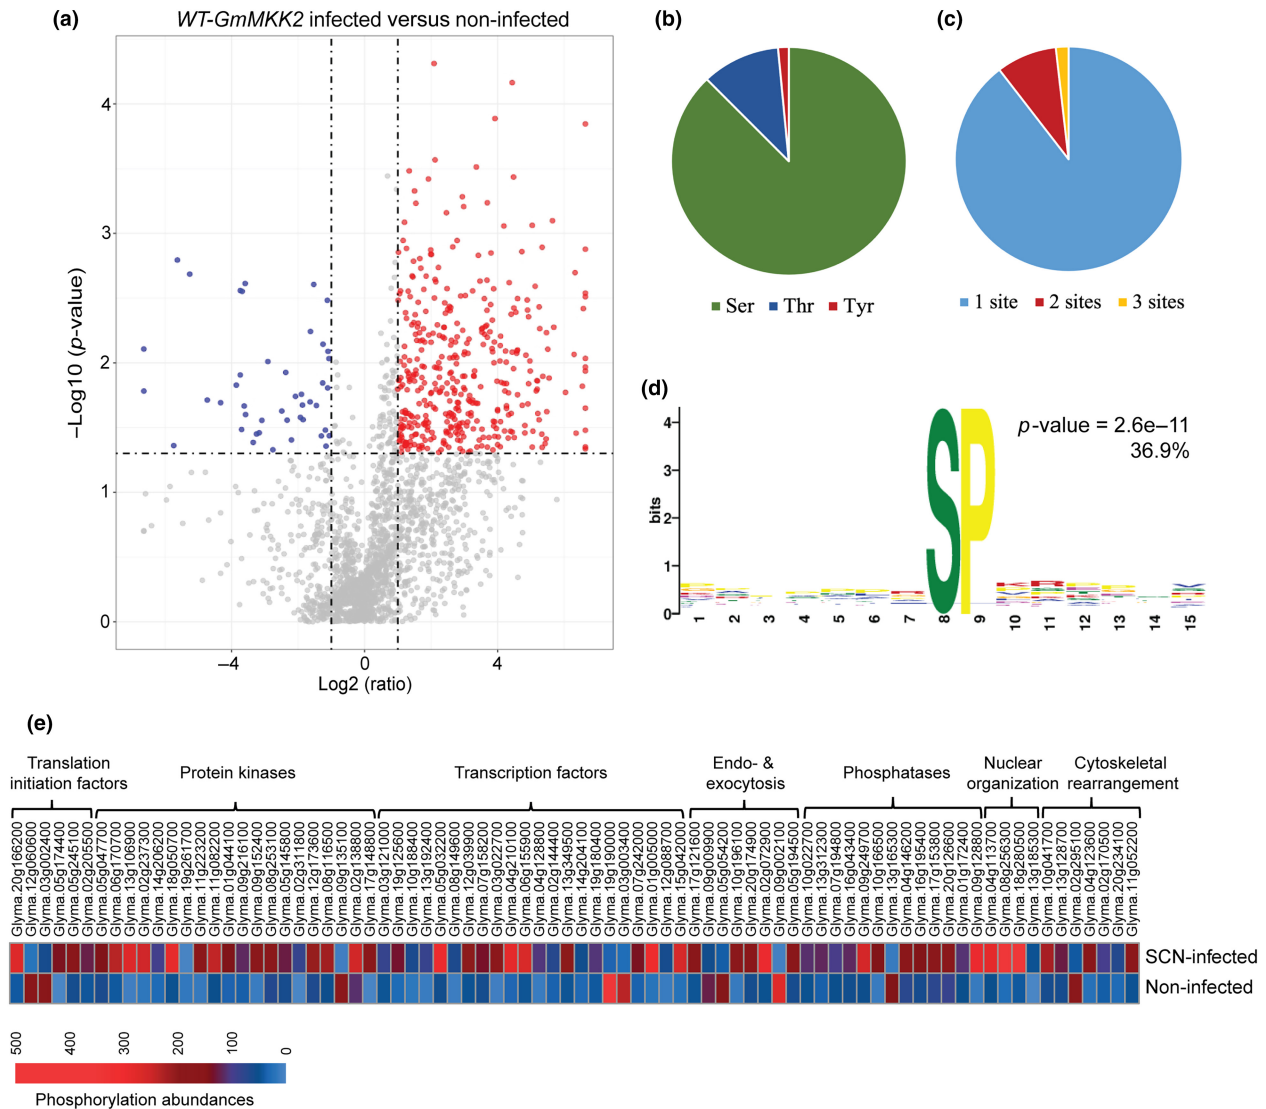 (a)
WT-GmMKK2 infected versus non-infected
4
3
2
1
0
−Log10 (p-value)
−4
0
4
Log2 (ratio)
(b)
Ser Thr Tyr
(c)
1 site 2 sites 3 sites
(d)
p-value = 2.6e–11
36.9%
bits
4
3
2
1
0
S P
1 2 3 4 5 6 7 8 9 10 11 12 13 14 15
(e)
Translation
initiation factors
Protein kinases
Transcription factors
Endo- &
exocytosis
Phosphatases
Nuclear
organization
Cytoskeletal
rearrangement
Glyma.20g166200
Glyma.12g060600
Glyma.03g002400
Glyma.05g174400
Glyma.05g245100
Glyma.02g205500
Glyma.05g047700
Glyma.06g170700
Glyma.13g106900
Glyma.02g237300
Glyma.14g206200
Glyma.18g050700
Glyma.19g261700
Glyma.11g223200
Glyma.11g082200
Glyma.01g044100
Glyma.09g216100
Glyma.09g152400
Glyma.08g253100
Glyma.05g145800
Glyma.02g311800
Glyma.12g173600
Glyma.08g116500
Glyma.09g135100
Glyma.02g138800
Glyma.17g148800
Glyma.03g121000
Glyma.19g125600
Glyma.10g188400
Glyma.13g192400
Glyma.05g032200
Glyma.08g149600
Glyma.12g099900
Glyma.07g158200
Glyma.03g022700
Glyma.04g210100
Glyma.06g155900
Glyma.04g128800
Glyma.02g144400
Glyma.13g349500
Glyma.14g204100
Glyma.19g180400
Glyma.19g190000
Glyma.03g003400
Glyma.07g242000
Glyma.01g005000
Glyma.12g088700
Glyma.15g042000
Glyma.17g121600
Glyma.09g009900
Glyma.05g054200
Glyma.10g196100
Glyma.20g174900
Glyma.02g072900
Glyma.09g002100
Glyma.05g194500
Glyma.10g022700
Glyma.13g312300
Glyma.07g194800
Glyma.16g043400
Glyma.09g249700
Glyma.10g166500
Glyma.13g165300
Glyma.04g146200
Glyma.16g195400
Glyma.17g153800
Glyma.20g126600
Glyma.01g172400
Glyma.09g128800
Glyma.04g113700
Glyma.08g256300
Glyma.18g280500
Glyma.13g185300
Glyma.10g041700
Glyma.13g128700
Glyma.02g295100
Glyma.04g123600
Glyma.02g170500
Glyma.20g234100
Glyma.11g052200
SCN-infected
Non-infected
500 400 300 200 100 0
Phosphorylation abundances